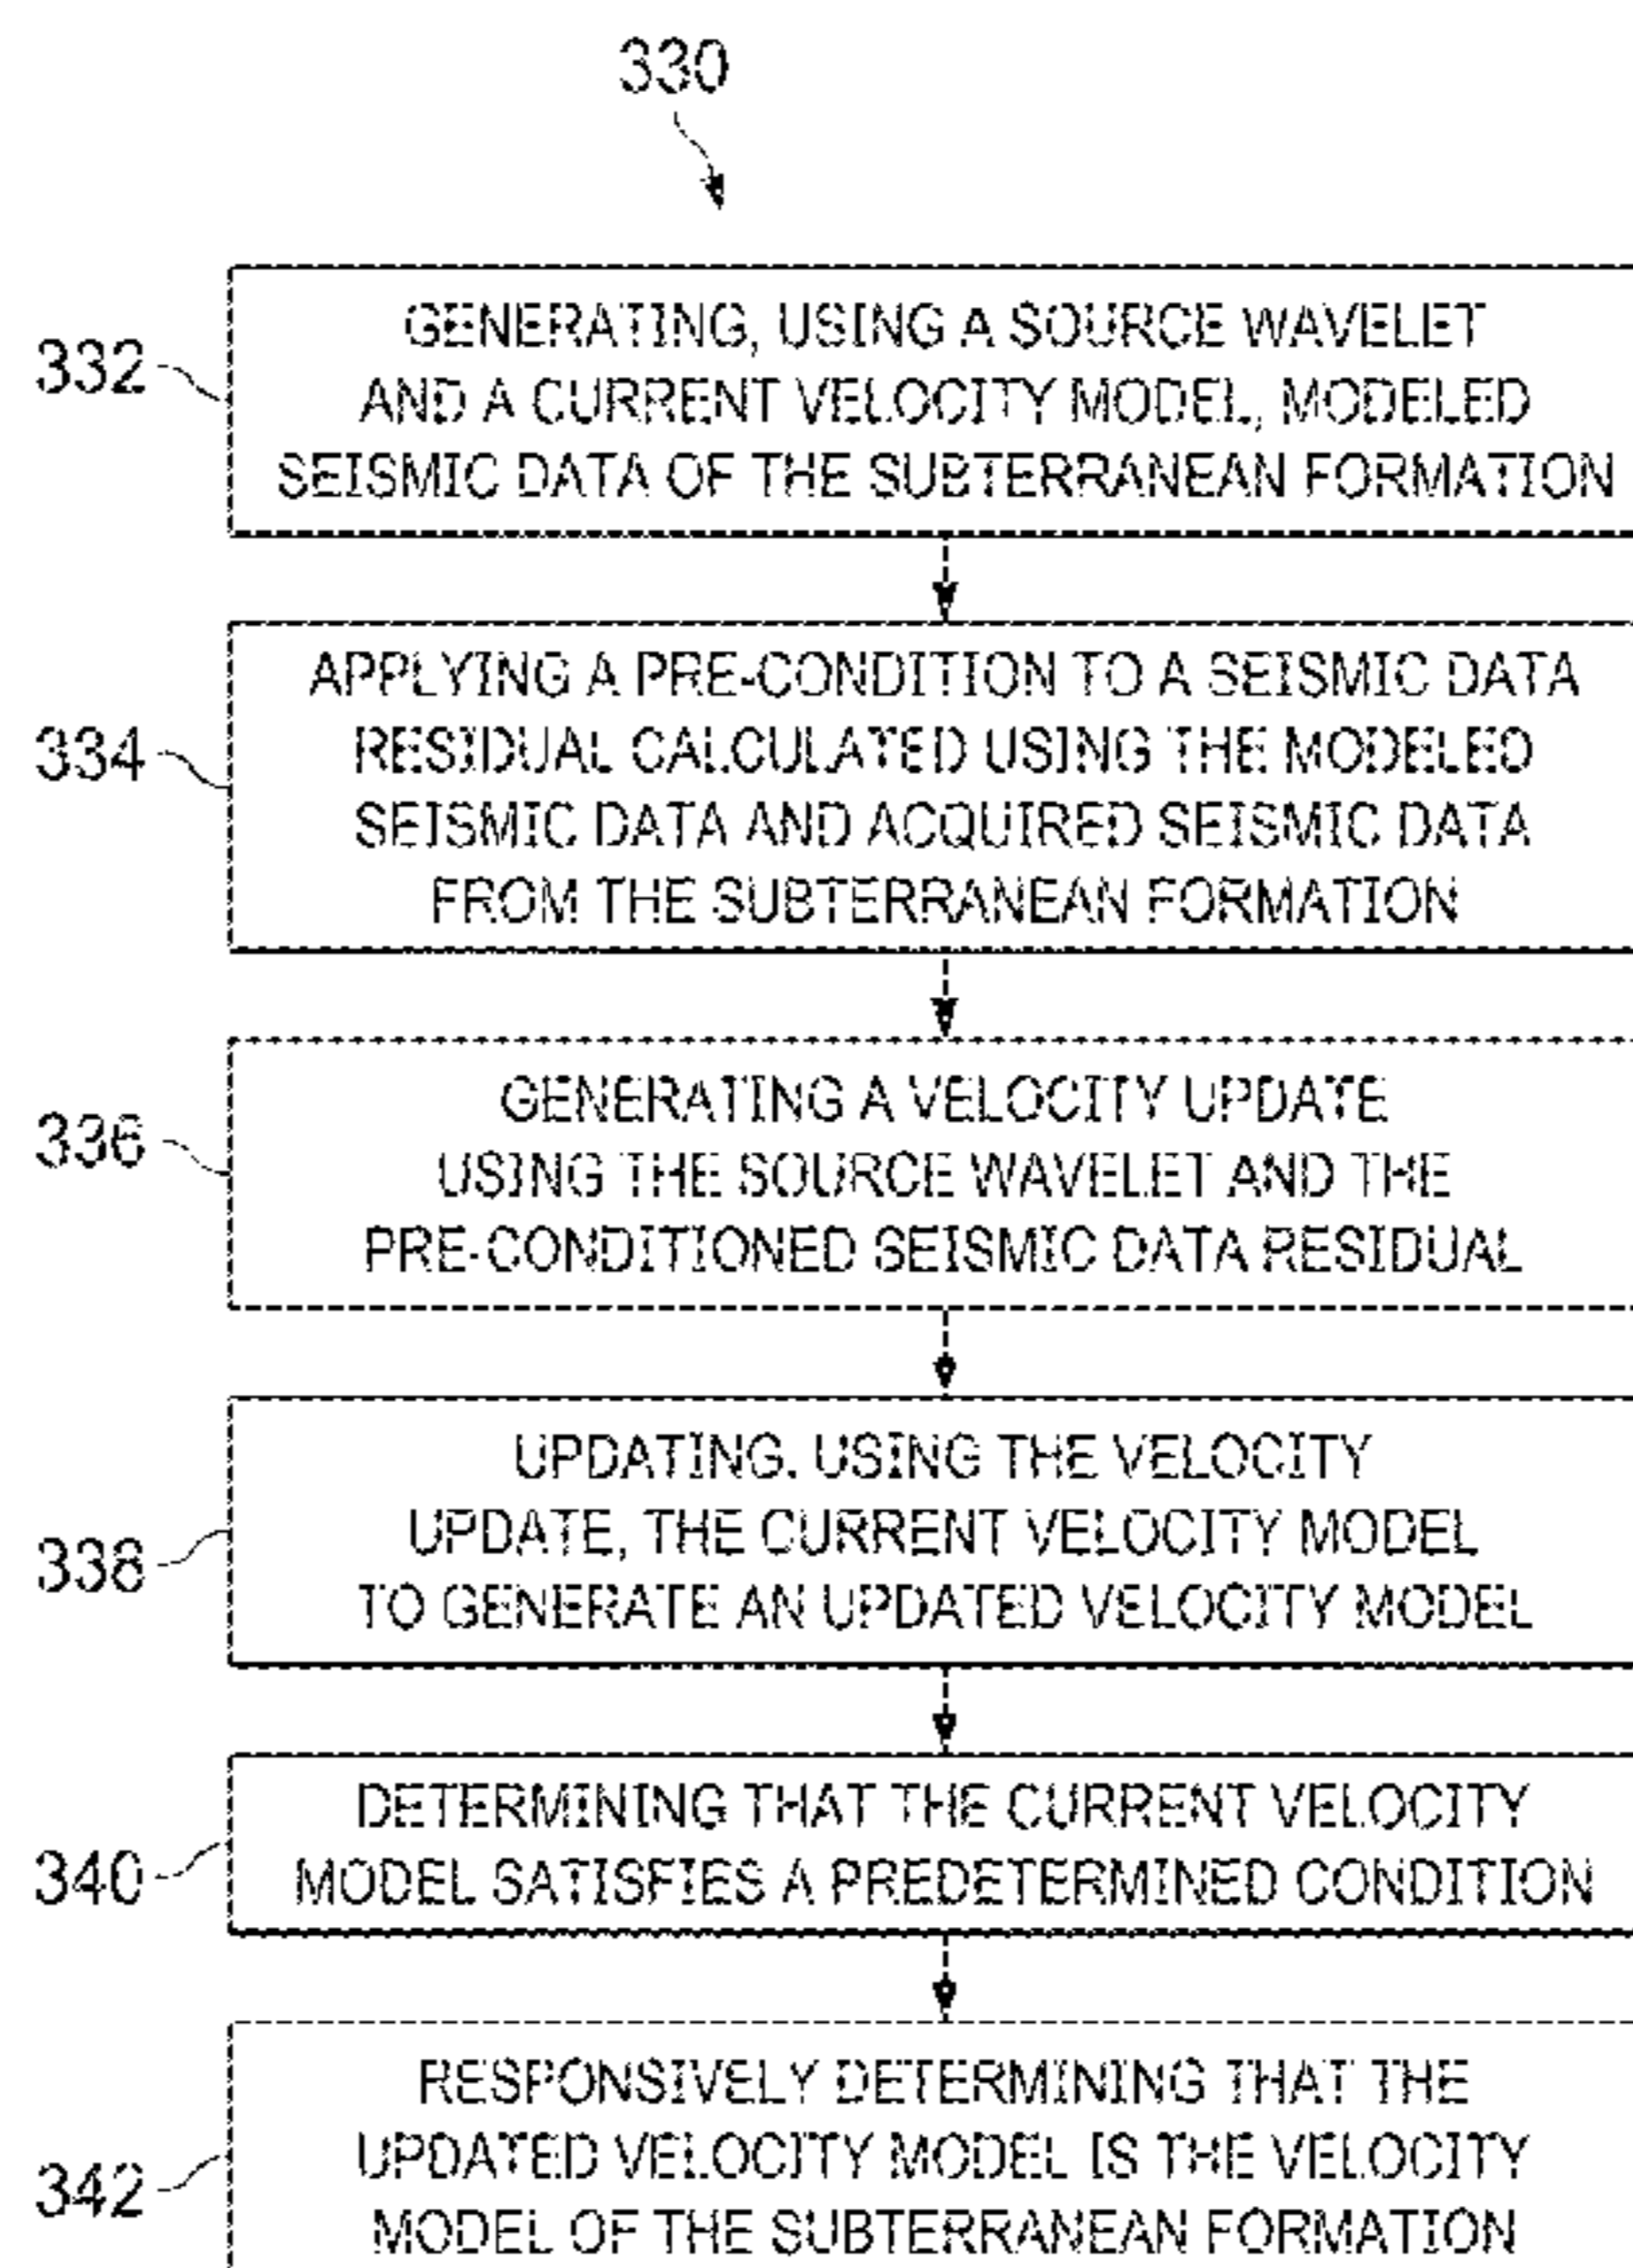 330
332
GENERATING, USING A SOURCE WAVELET
AND A CURRENT VELOCITY MODEL, MODELED
SEISMIC DATA OF THE SUBTERRANEAN FORMATION
334
APPLYING A PRE-CONDITION TO A SEISMIC DATA
RESIDUAL CALCULATED USING THE MODELED
SEISMIC DATA AND ACQUIRED SEISMIC DATA
FROM THE SUBTERRANEAN FORMATION
336
GENERATING A VELOCITY UPDATE
USING THE SOURCE WAVELET AND THE
PRE-CONDITIONED SEISMIC DATA RESIDUAL
338
UPDATING. USING THE VELOCITY
UPDATE, THE CURRENT VELOCITY MODEL
TO GENERATE AN UPDATED VELOCITY MODEL
340
DETERMINING THAT THE CURRENT VELOCITY
MODEL SATISFIES A PREDETERMINED CONDITION
342
RESPONSIVELY DETERMINING THAT THE
UPDATED VELOCITY MODEL IS THE VELOCITY
MODEL OF THE SUBTERRANEAN FORMATION